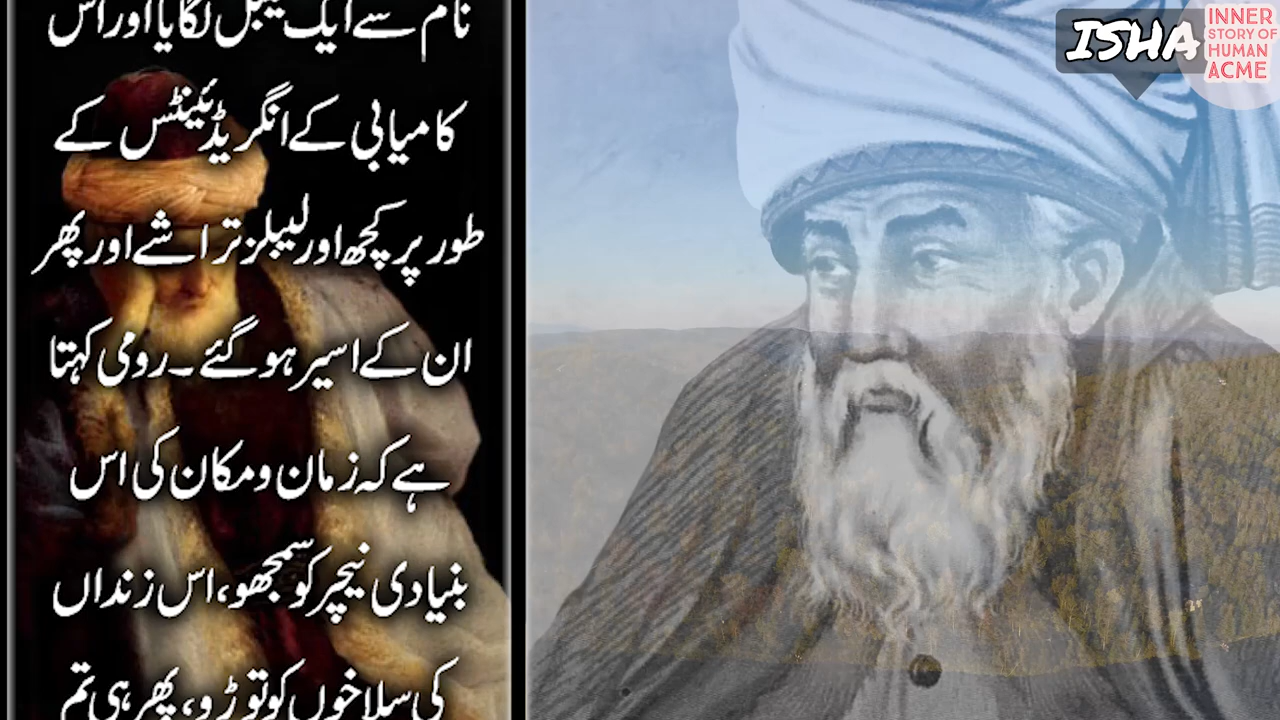 نام سے ایک لیبل لگایا اور اس
کامیابی کے انگریڈئینٹس کے
طور پر کچھ اور لیبلز تراشے اور پھر
ان کے اسیر ہو گئے ۔ رومی کہتا
ہے کہ زمان و مکان کی اس
بنیادی نیچر کو سمجھو، اس زنداں
کی سلاخوں کو توڑو، پھر ہی تم
ISHA
INNER
STORY OF
HUMAN
ACME